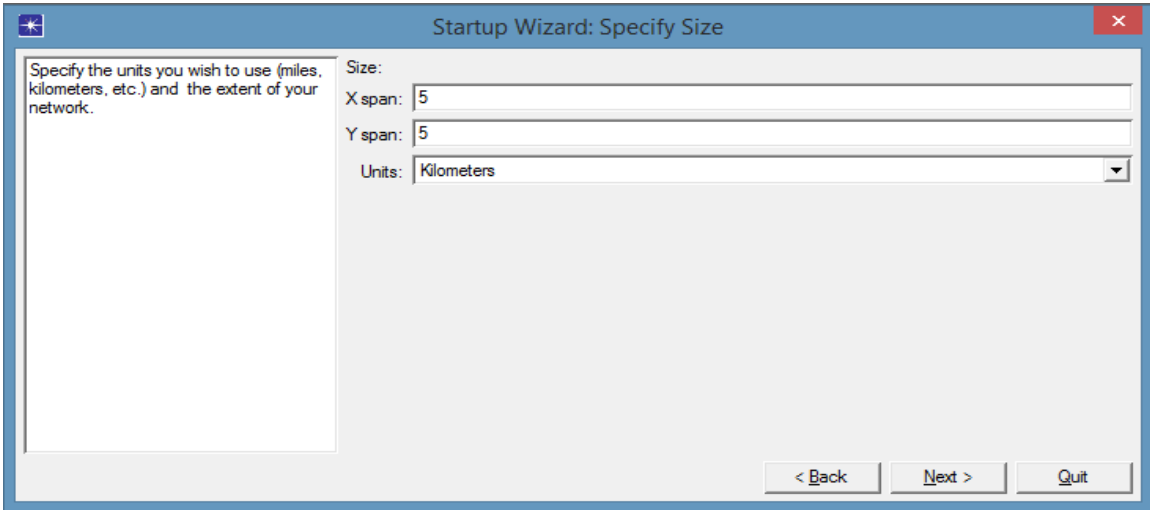 Startup Wizard: Specify Size
Specify the units you wish to use (miles,
kilometers, etc.) and the extent of your
network.
Size:
X span: 5
Y span: 5
Units: Kilometers
< Back Next > Quit